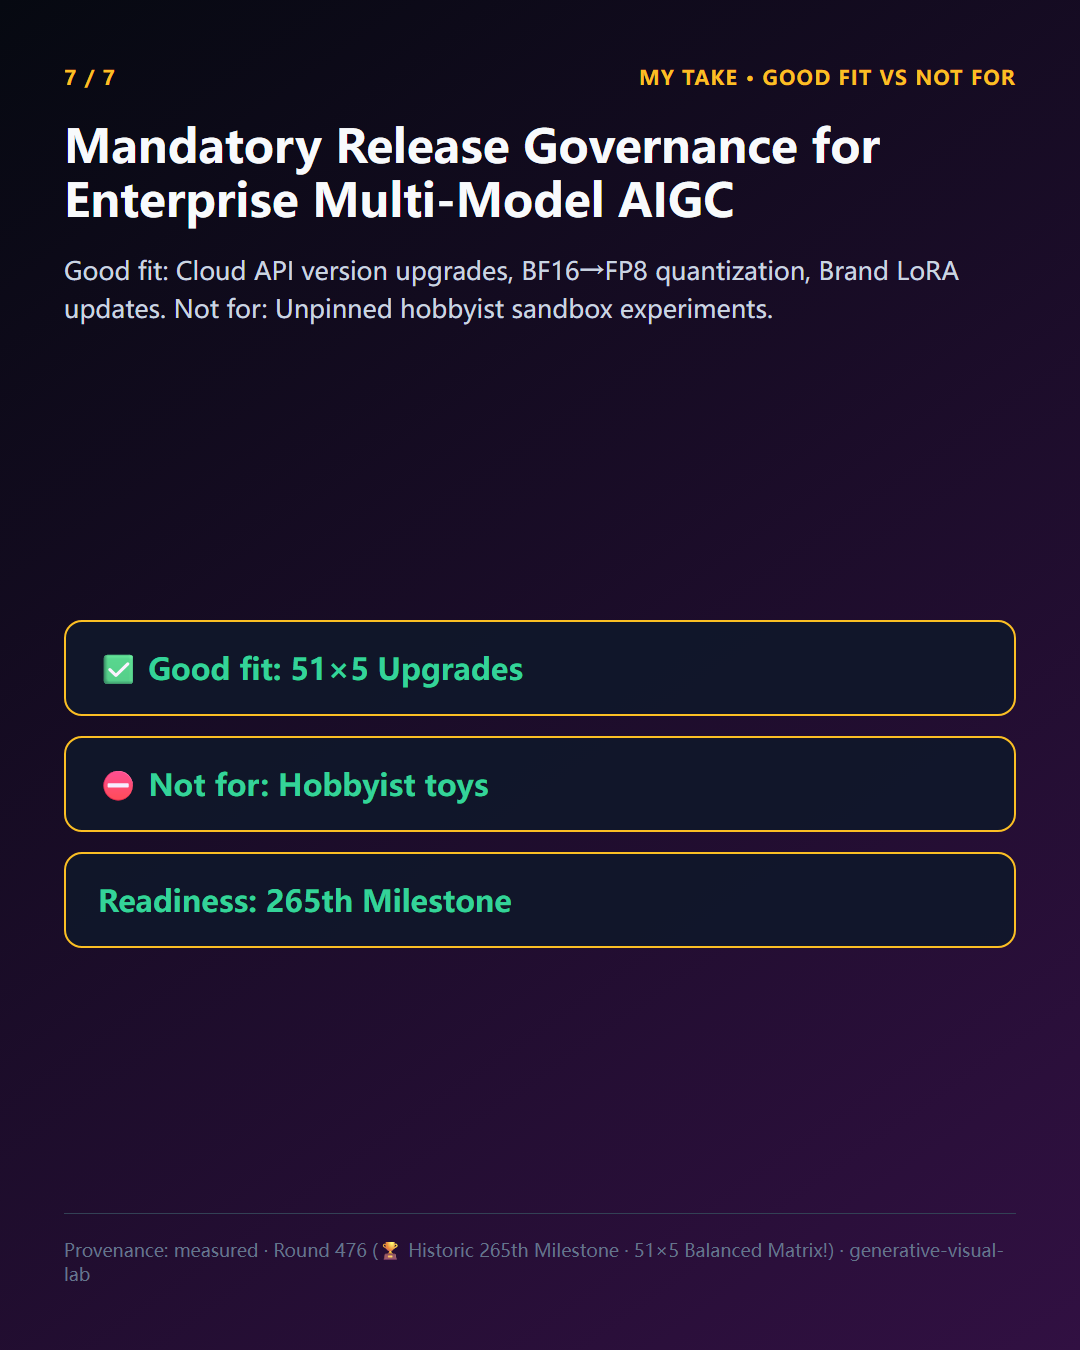 7 / 7
MY TAKE • GOOD FIT VS NOT FOR
Mandatory Release Governance for
Enterprise Multi-Model AIGC
Good fit: Cloud API version upgrades, BF16→FP8 quantization, Brand LoRA
updates. Not for: Unpinned hobbyist sandbox experiments.
✅ Good fit: 51×5 Upgrades
⛔ Not for: Hobbyist toys
Readiness: 265th Milestone
Provenance: measured · Round 476 (🏆 Historic 265th Milestone · 51×5 Balanced Matrix!) · generative-visual-
lab